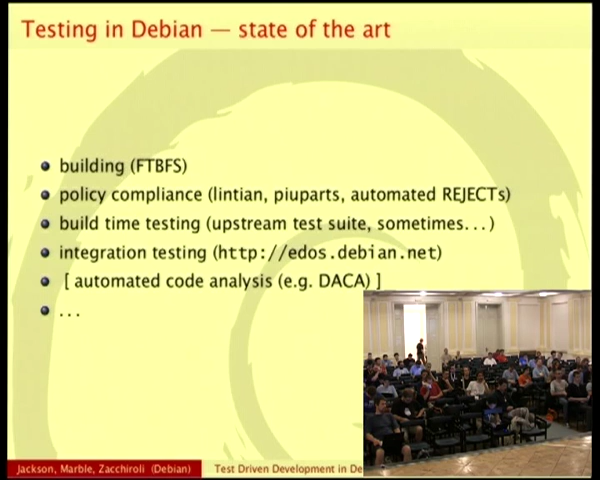 Testing in Debian — state of the art
building (FTBFS)
policy compliance (lintian, piuparts, automated REJECTs)
build time testing (upstream test suite, sometimes...)
integration testing (http://edos.debian.net)
[ automated code analysis (e.g. DACA) ]
...
Jackson, Marble, Zacchiroli (Debian)
Test Driven Development in De